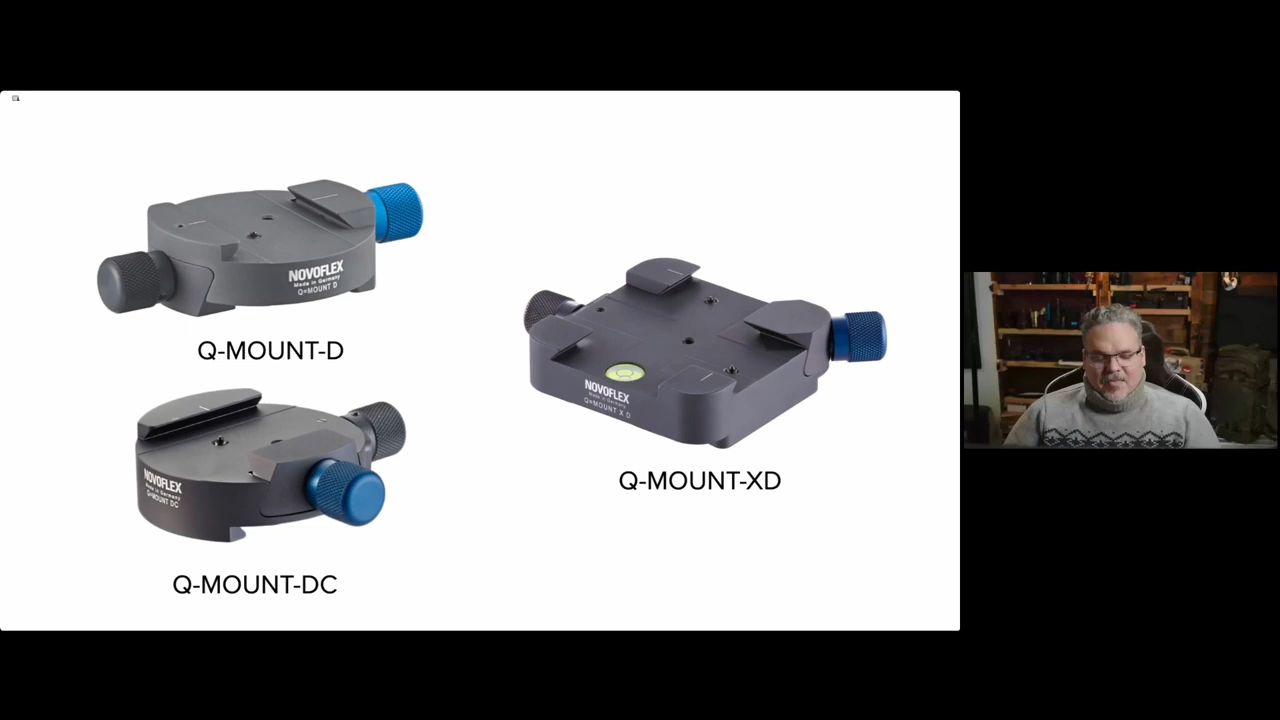 NOVOFLEX
Made in Germany
Q=MOUNT D
Q-MOUNT-D
NOVOFLEX
Made in Germany
Q=MOUNT DC
Q-MOUNT-DC
NOVOFLEX
Made in Germany
Q=MOUNT X D
Q-MOUNT-XD